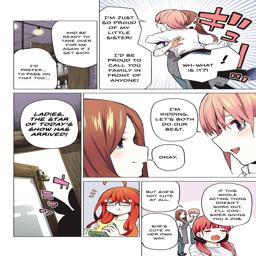 AND BE
READY TO
TAKE OVER
FOR ME
AGAIN IF I
GET SICK!
I'D
PREFER...
TO PASS ON
THAT TOO...
I'M JUST
SO PROUD
OF MY
LITTLE
SISTER!
I'D BE
PROUD TO
CALL YOU
FAMILY IN
FRONT OF
ANYONE!
WH-WHAT
IS IT?!
LADIES,
THE STAR
OF TODAY'S
SHOW HAS
ARRIVED!
I'M
KIDDING.
LET'S BOTH
DO OUR
BEST.
OKAY.
BUT SHE'S
NOT CUTE
AT ALL.
SHE'S
CUTE IN
HER OWN
WAY.
IF THIS
WHOLE
ACTING THING
DOESN'T
WORK OUT,
I'LL CON-
SIDER GIVING
YOU A JOB.